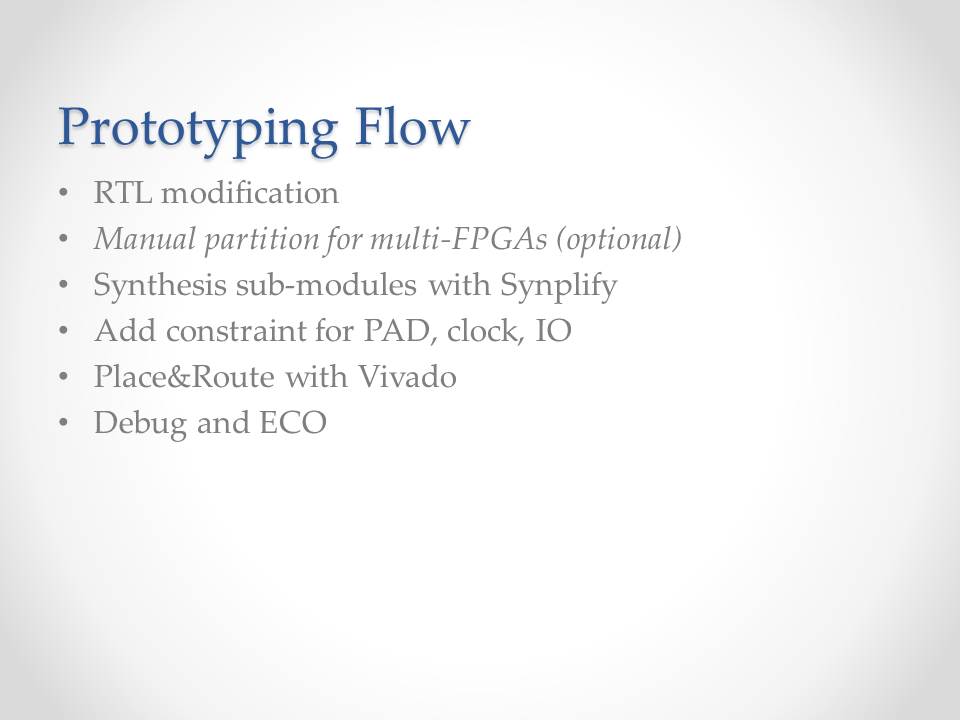 Prototyping Flow
• RTL modification
• Manual partition for multi-FPGAs (optional)
• Synthesis sub-modules with Synplify
• Add constraint for PAD, clock, IO
• Place&Route with Vivado
• Debug and ECO